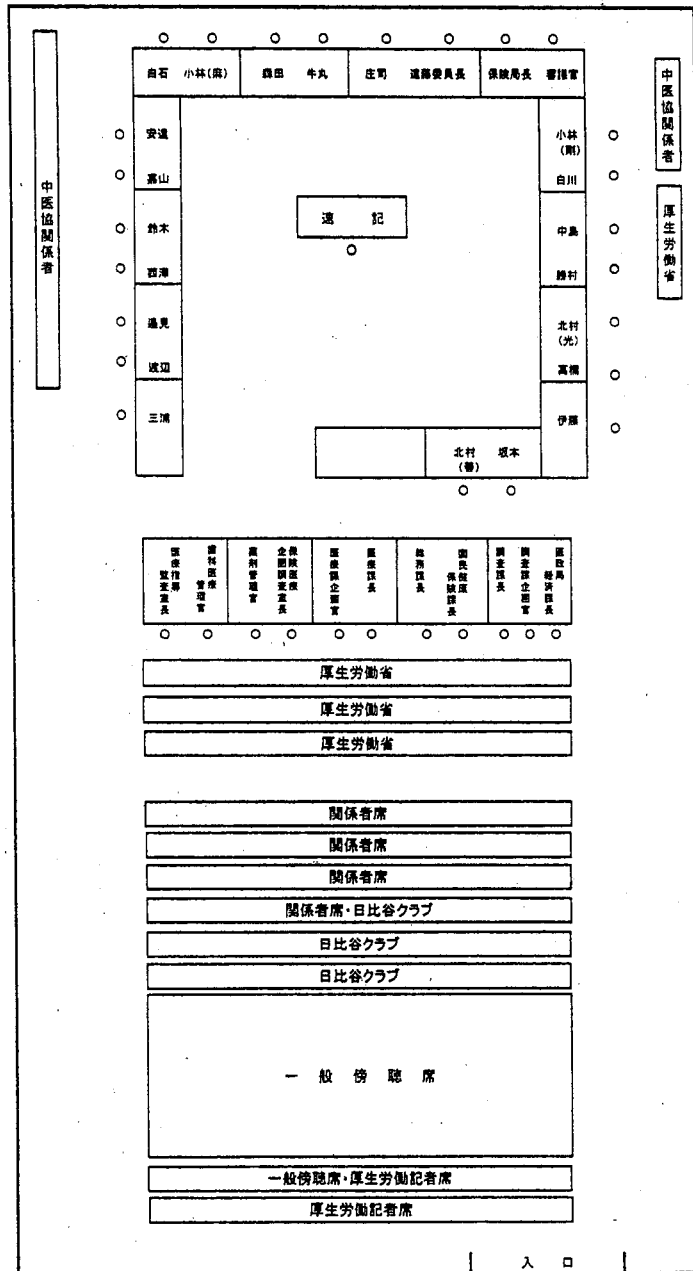 白石 小林(麻) 森田 牛丸 庄司 遠藤委員長 保険局長 審議官
中医協関係者
安達
嘉山
鈴木
西澤
邉見
渡辺
三浦
速 記
小林
(剛)
白川
中島
勝村
北村
(光)
高橋
伊藤
中医協関係者
厚生労働省
北村 坂本
(善)
医療指導
監査室長
歯科医療
管理官
薬剤管理官
保険医療
企画調査室長
医療課企画官
医療課長
総務課長
国民健康
保険課長
調査課長
調査課企画官
医政局
経済課長
厚生労働省
厚生労働省
厚生労働省
関係者席
関係者席
関係者席
関係者席・日比谷クラブ
日比谷クラブ
日比谷クラブ
一 般 傍 聴 席
一般傍聴席・厚生労働記者席
厚生労働記者席
入 口